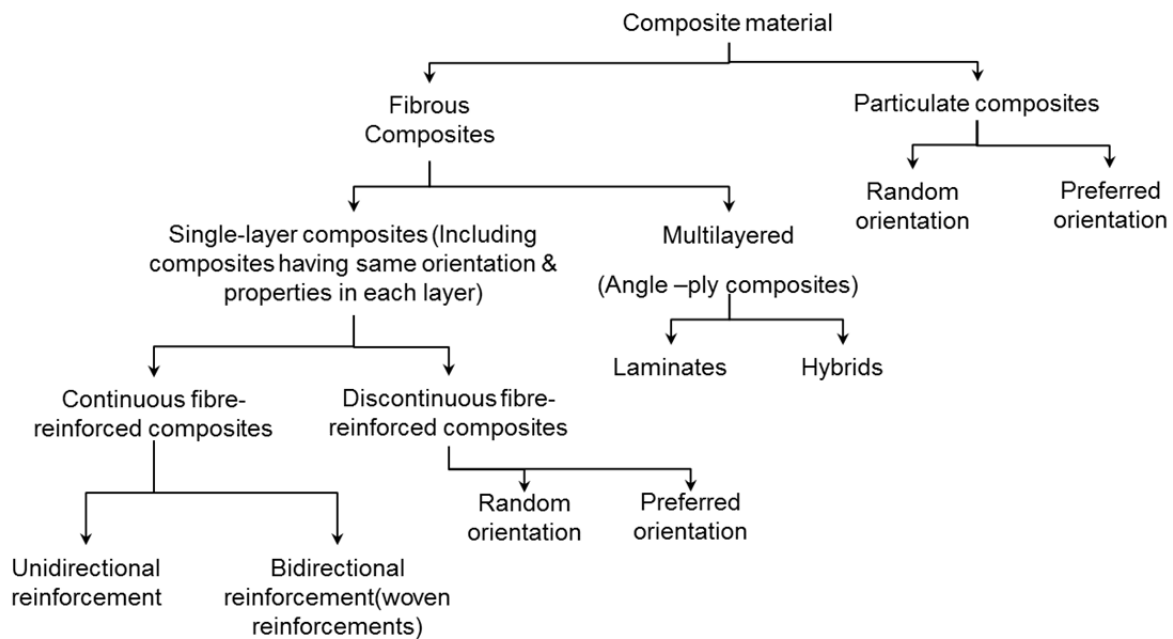 Composite material
Fibrous
Composites
Particulate composites
Random
orientation
Preferred
orientation
Single-layer composites (Including
composites having same orientation &
properties in each layer)
Multilayered
(Angle –ply composites)
Laminates
Hybrids
Continuous fibre-
reinforced composites
Discontinuous fibre-
reinforced composites
Random
orientation
Preferred
orientation
Unidirectional
reinforcement
Bidirectional
reinforcement(woven
reinforcements)